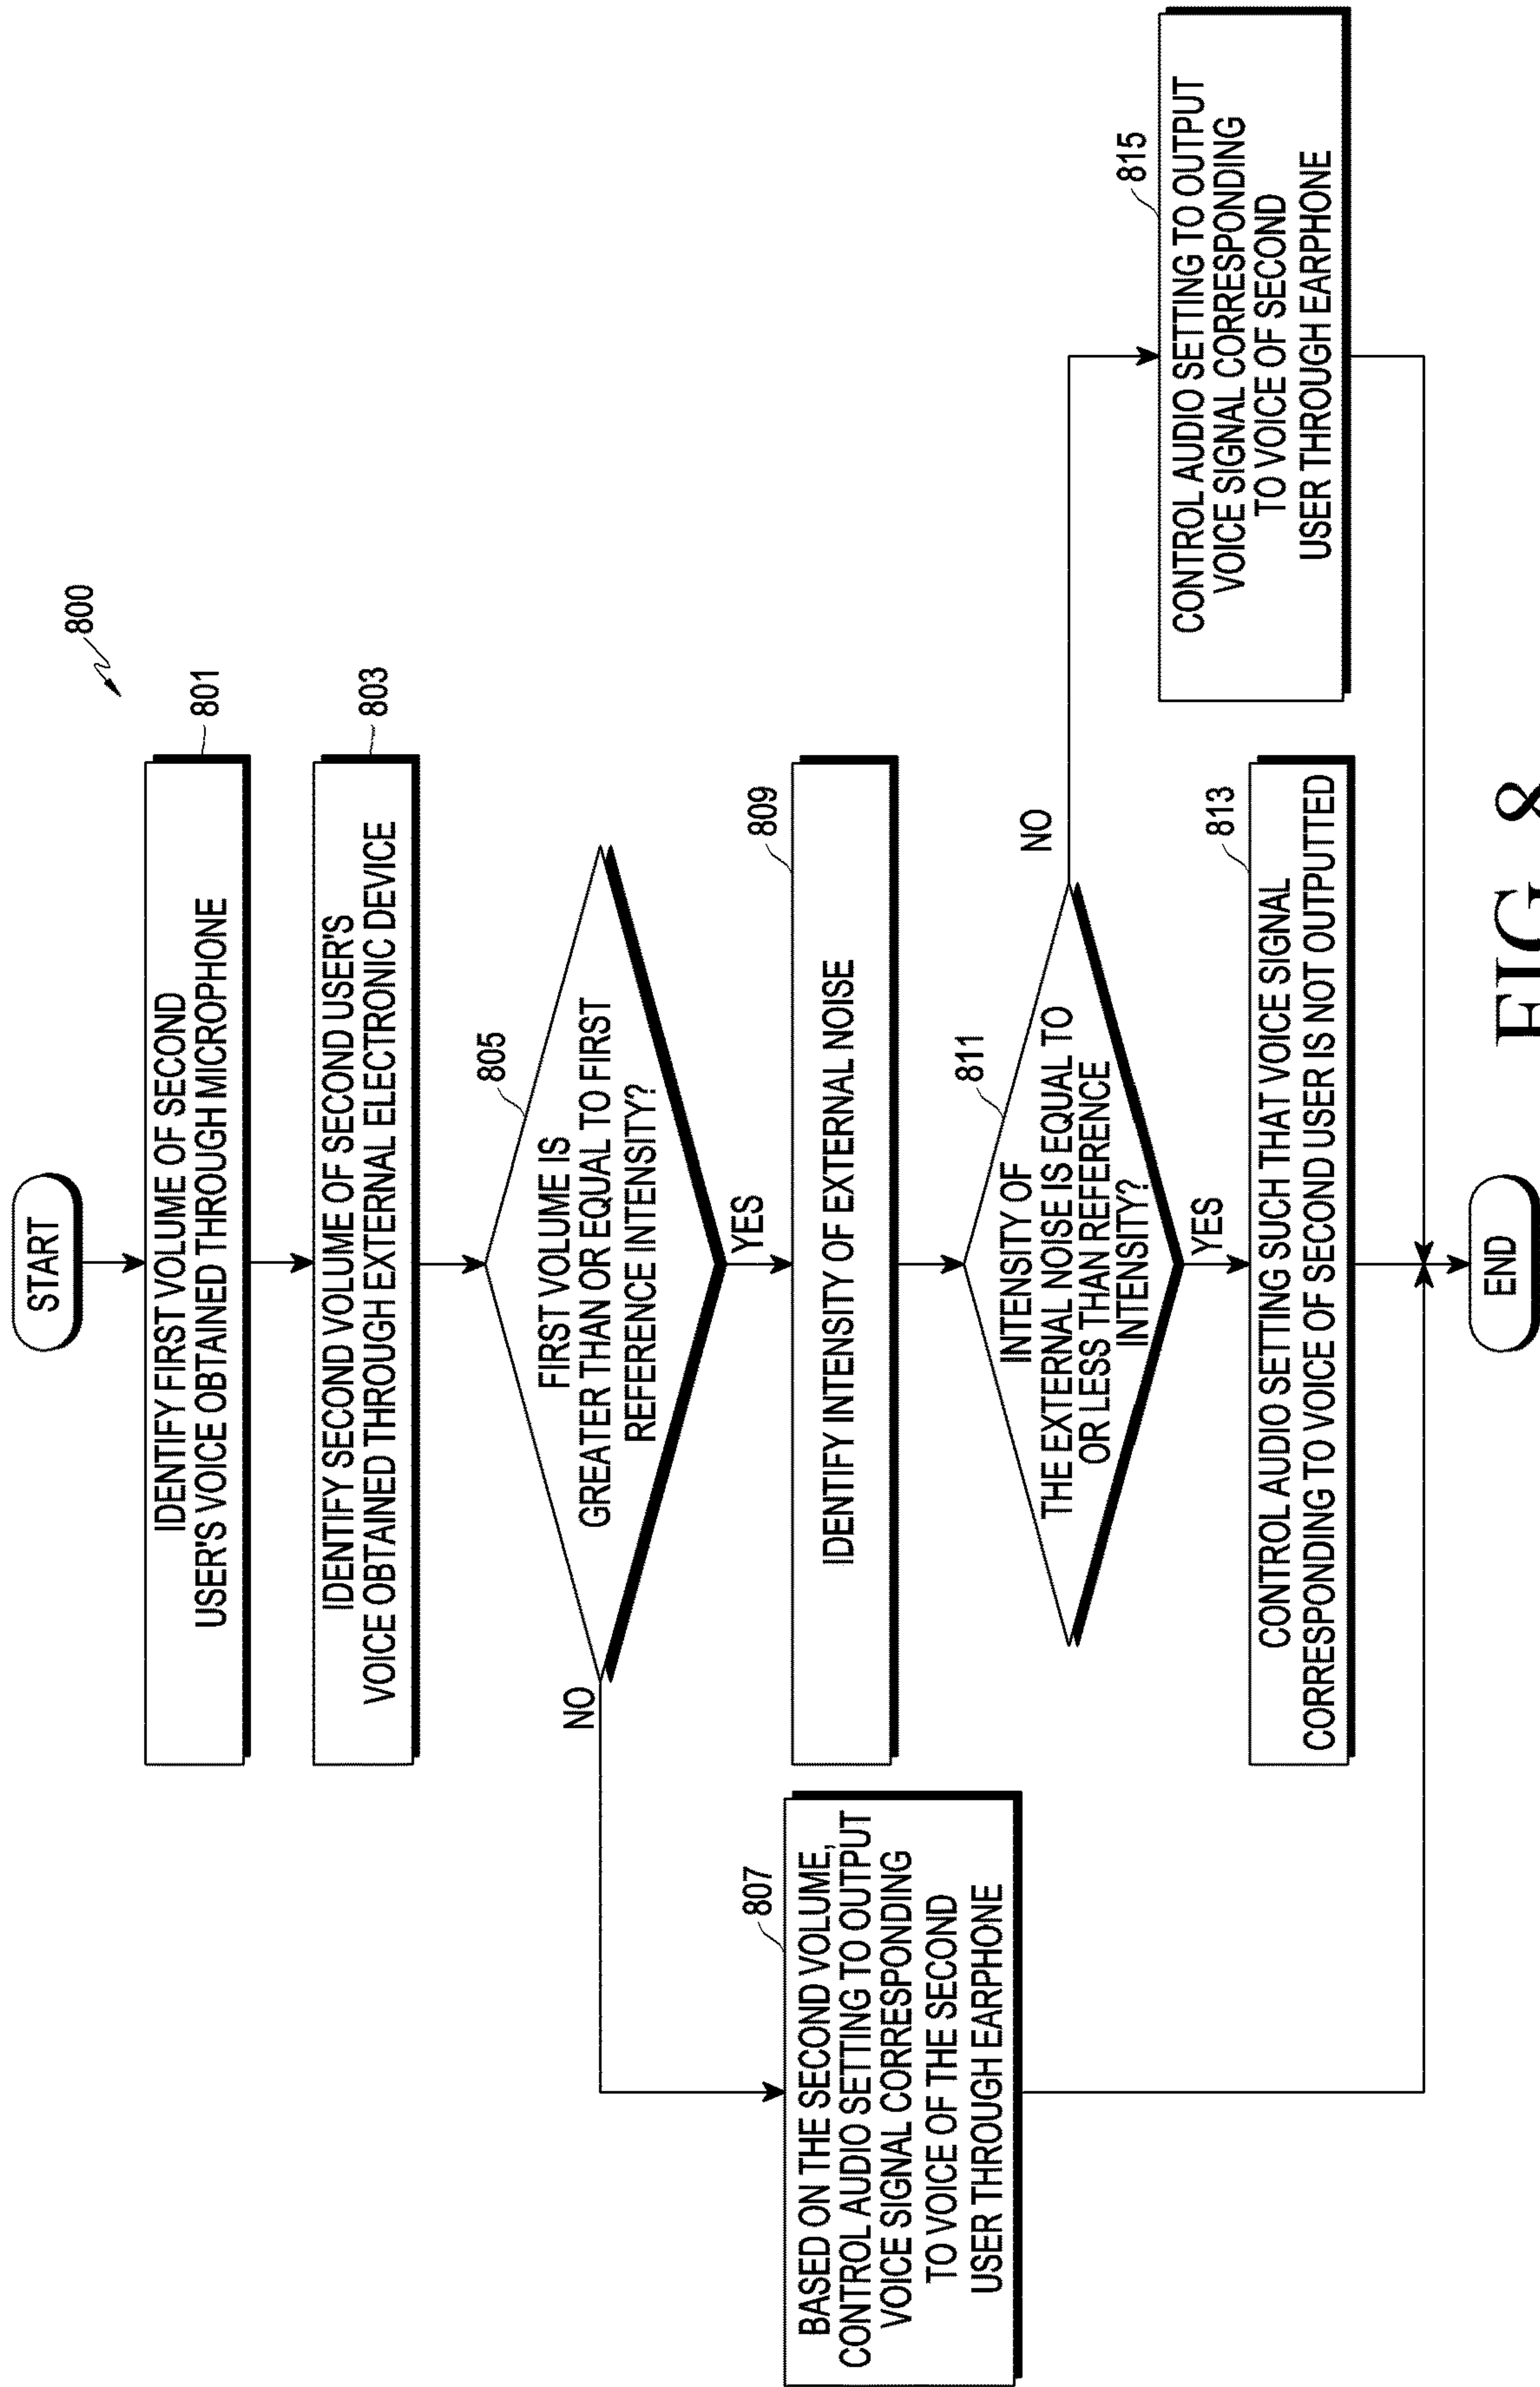 800
START
IDENTIFY FIRST VOLUME OF SECOND
USER'S VOICE OBTAINED THROUGH MICROPHONE
801
IDENTIFY SECOND VOLUME OF SECOND USER'S
VOICE OBTAINED THROUGH EXTERNAL ELECTRONIC DEVICE
803
805
FIRST VOLUME IS
GREATER THAN OR EQUAL TO FIRST
REFERENCE INTENSITY?
NO
YES
807
BASED ON THE SECOND VOLUME,
CONTROL AUDIO SETTING TO OUTPUT
VOICE SIGNAL CORRESPONDING
TO VOICE OF THE SECOND
USER THROUGH EARPHONE
809
IDENTIFY INTENSITY OF EXTERNAL NOISE
811
INTENSITY OF
THE EXTERNAL NOISE IS EQUAL TO
OR LESS THAN REFERENCE
INTENSITY?
NO
YES
813
CONTROL AUDIO SETTING SUCH THAT VOICE SIGNAL
CORRESPONDING TO VOICE OF SECOND USER IS NOT OUTPUTTED
815
CONTROL AUDIO SETTING TO OUTPUT
VOICE SIGNAL CORRESPONDING
TO VOICE OF SECOND
USER THROUGH EARPHONE
END
FIG. 8